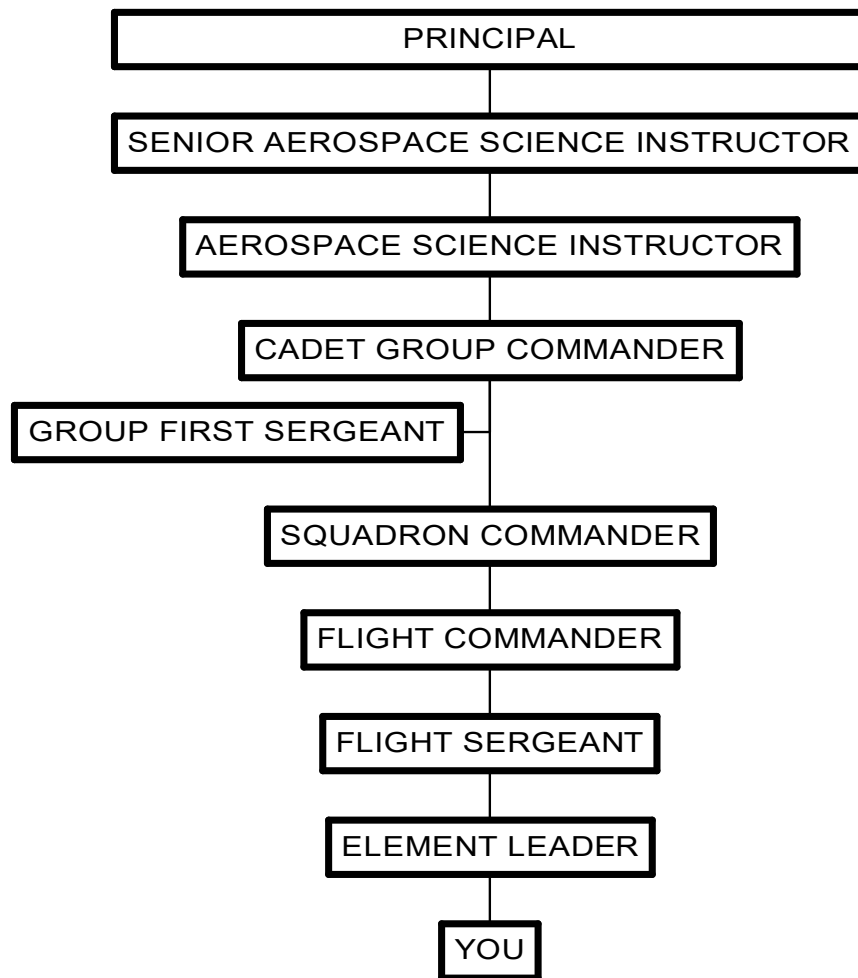 PRINCIPAL
SENIOR AEROSPACE SCIENCE INSTRUCTOR
AEROSPACE SCIENCE INSTRUCTOR
CADET GROUP COMMANDER
GROUP FIRST SERGEANT
SQUADRON COMMANDER
FLIGHT COMMANDER
FLIGHT SERGEANT
ELEMENT LEADER
YOU